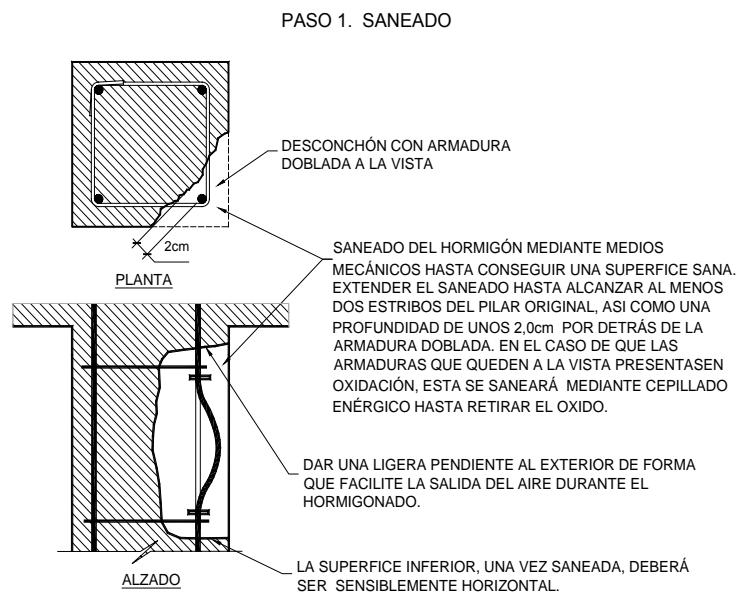 PASO 1. SANEADO
DESCONCHÓN CON ARMADURA
DOBLADA A LA VISTA
2cm
PLANTA
SANEADO DEL HORMIGÓN MEDIANTE MEDIOS
MECÁNICOS HASTA CONSEGUIR UNA SUPERFICE SANA.
EXTENDER EL SANEADO HASTA ALCANZAR AL MENOS
DOS ESTRIBOS DEL PILAR ORIGINAL, ASI COMO UNA
PROFUNDIDAD DE UNOS 2,0cm POR DETRÁS DE LA
ARMADURA DOBLADA. EN EL CASO DE QUE LAS
ARMADURAS QUE QUEDEN A LA VISTA PRESENTASEN
OXIDACIÓN, ESTA SE SANEARÁ MEDIANTE CEPILLADO
ENÉRGICO HASTA RETIRAR EL OXIDO.
DAR UNA LIGERA PENDIENTE AL EXTERIOR DE FORMA
QUE FACILITE LA SALIDA DEL AIRE DURANTE EL
HORMIGONADO.
LA SUPERFICE INFERIOR, UNA VEZ SANEADA, DEBERÁ
SER SENSIBLEMENTE HORIZONTAL.
ALZADO